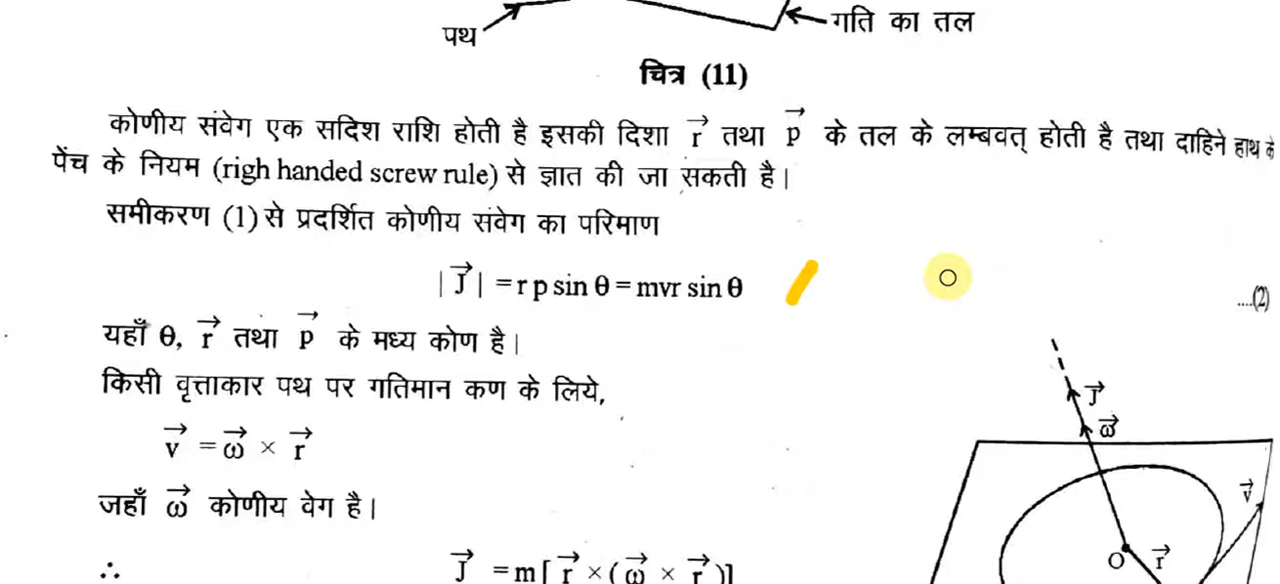 पथ
गति का तल
चित्र (11)
कोणीय संवेग एक सदिश राशि होती है इसकी दिशा r⃗ तथा p⃗ के तल के लम्बवत् होती है तथा दाहिने हाथ के
पेंच के नियम (righ handed screw rule) से ज्ञात की जा सकती है।
समीकरण (1) से प्रदर्शित कोणीय संवेग का परिमाण
|J⃗| = r p sin θ = mvr sin θ ....(2)
यहाँ θ, r⃗ तथा p⃗ के मध्य कोण है।
किसी वृत्ताकार पथ पर गतिमान कण के लिये,
v⃗ = ω⃗ × r⃗
जहाँ ω⃗ कोणीय वेग है।
∴ J⃗ = m[r⃗ × (ω⃗ × r⃗)]
J⃗
ω⃗
v⃗
O r⃗